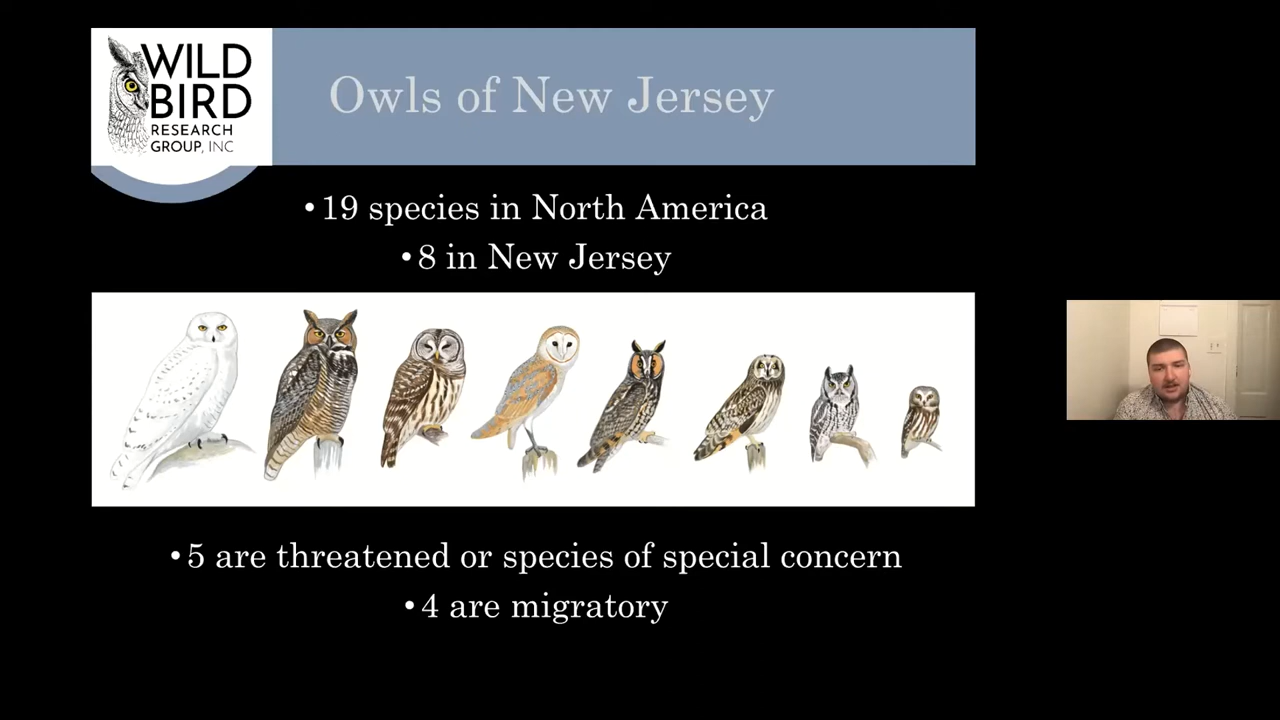 WILD
BIRD
RESEARCH
GROUP, INC
Owls of New Jersey
• 19 species in North America
• 8 in New Jersey
• 5 are threatened or species of special concern
• 4 are migratory